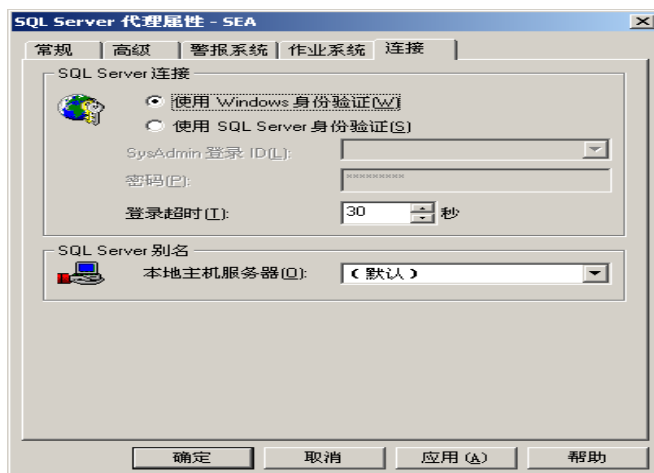 SQL Server 代理属性 - SEA
常规 高级 警报系统 作业系统 连接
SQL Server 连接
使用 Windows 身份验证(W)
使用 SQL Server 身份验证(S)
SysAdmin 登录 ID(L):
密码(P): *********
登录超时(T): 30 秒
SQL Server 别名
本地主机服务器(O): (默认)
确定 取消 应用(A) 帮助